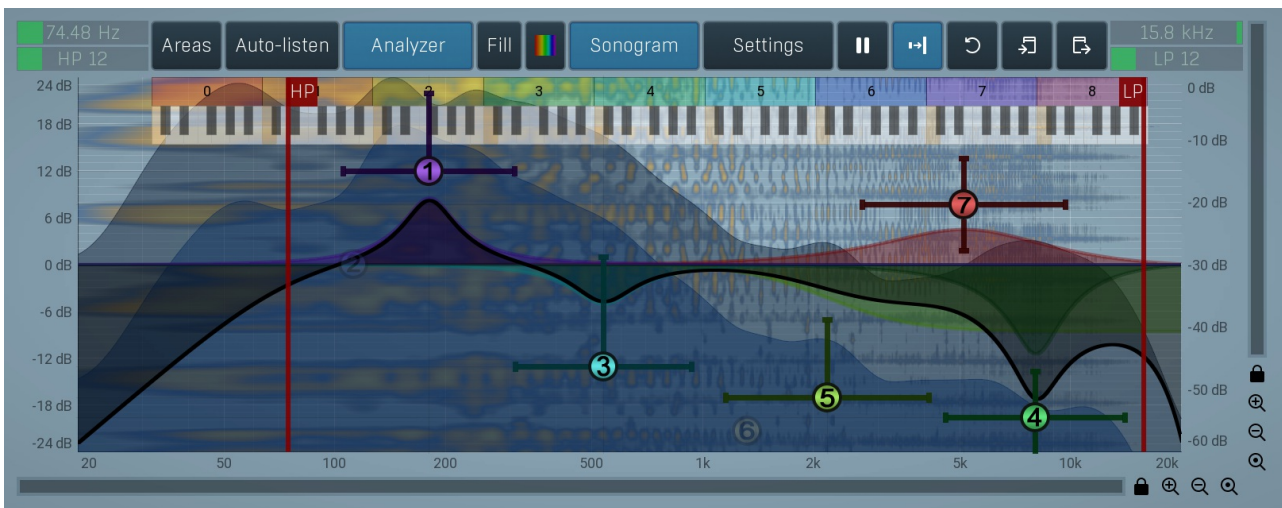 74.48 Hz
HP 12
Areas Auto-listen Analyzer Fill Sonogram Settings
15.8 kHz
LP 12
24 dB 0 HP 1 2 3 4 5 6 7 8 LP 0 dB
18 dB -10 dB
12 dB 1
6 dB 7 -20 dB
0 dB 2 -30 dB
-6 dB -40 dB
-12 dB 3
-18 dB 5 4 -50 dB
-24 dB 6 -60 dB
20 50 100 200 500 1k 2k 5k 10k 20k